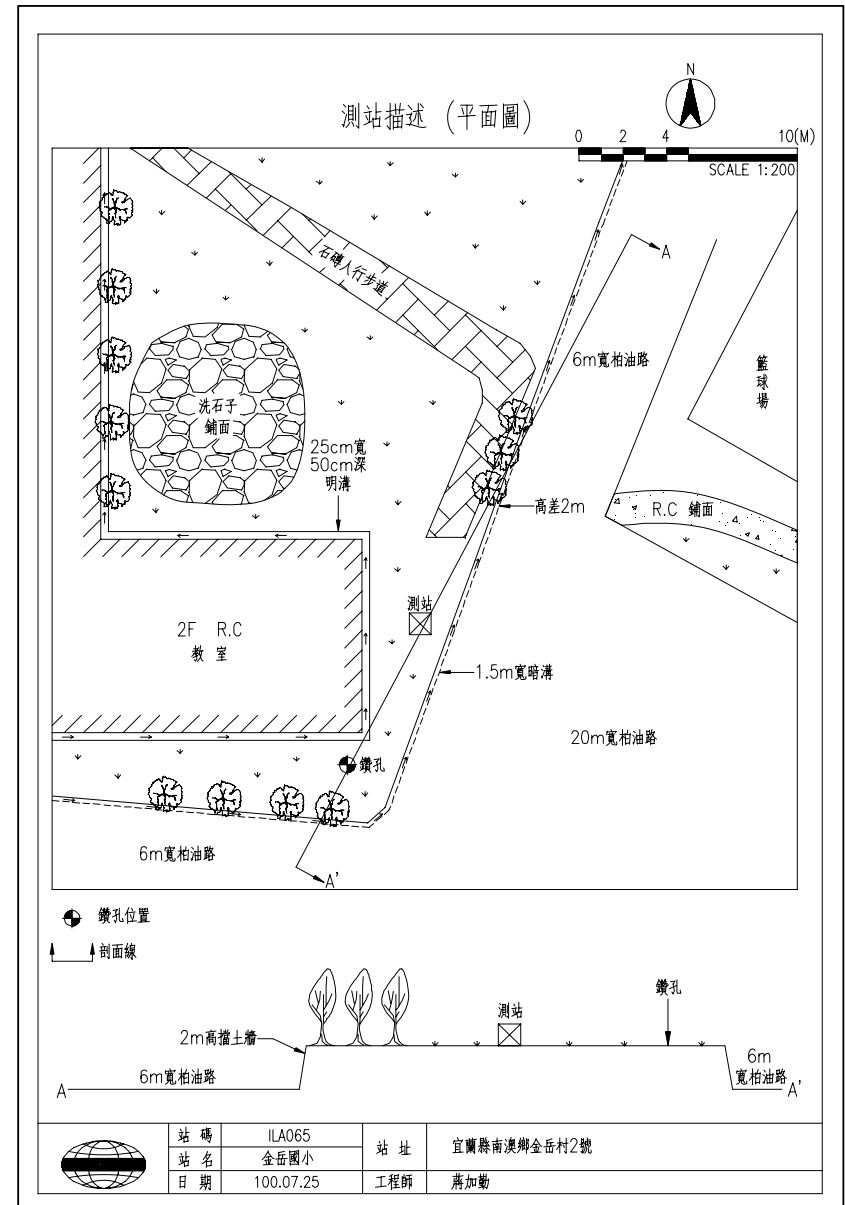 測站描述 (平面圖)
N
0 2 4 10(M)
SCALE 1:200
A
石磚人行步道
6m寬柏油路
籃球場
洗石子
鋪面
25cm寬
50cm深
明溝
高差2m
R.C 鋪面
測站
2F R.C
教 室
1.5m寬暗溝
20m寬柏油路
鑽孔
6m寬柏油路
A'
鑽孔位置
剖面線
鑽孔
測站
2m高擋土牆
6m寬柏油路
6m
寬柏油路
A
A'
站 碼 ILA065
站 名 金岳國小
站 址 宜蘭縣南澳鄉金岳村2號
日 期 100.07.25
工程師 蔣加勤